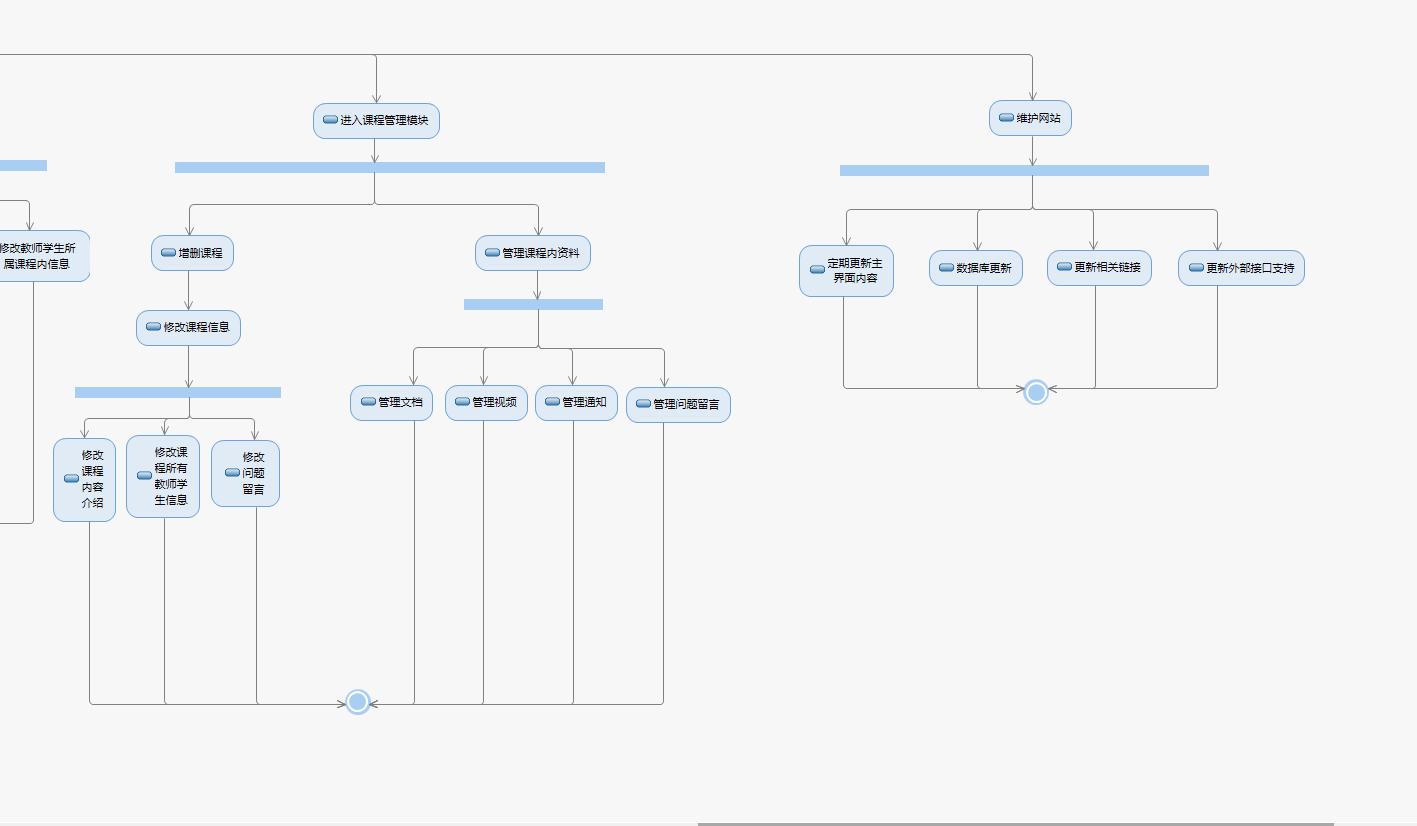 进入课程管理模块
维护网站
修改教师学生所
属课程内信息
增删课程
管理课程内资料
定期更新主
界面内容
数据库更新
更新相关链接
更新外部接口支持
修改课程信息
管理文档
管理视频
管理通知
管理问题留言
修改
课程
内容
介绍
修改课
程所有
教师学
生信息
修改
问题
留言